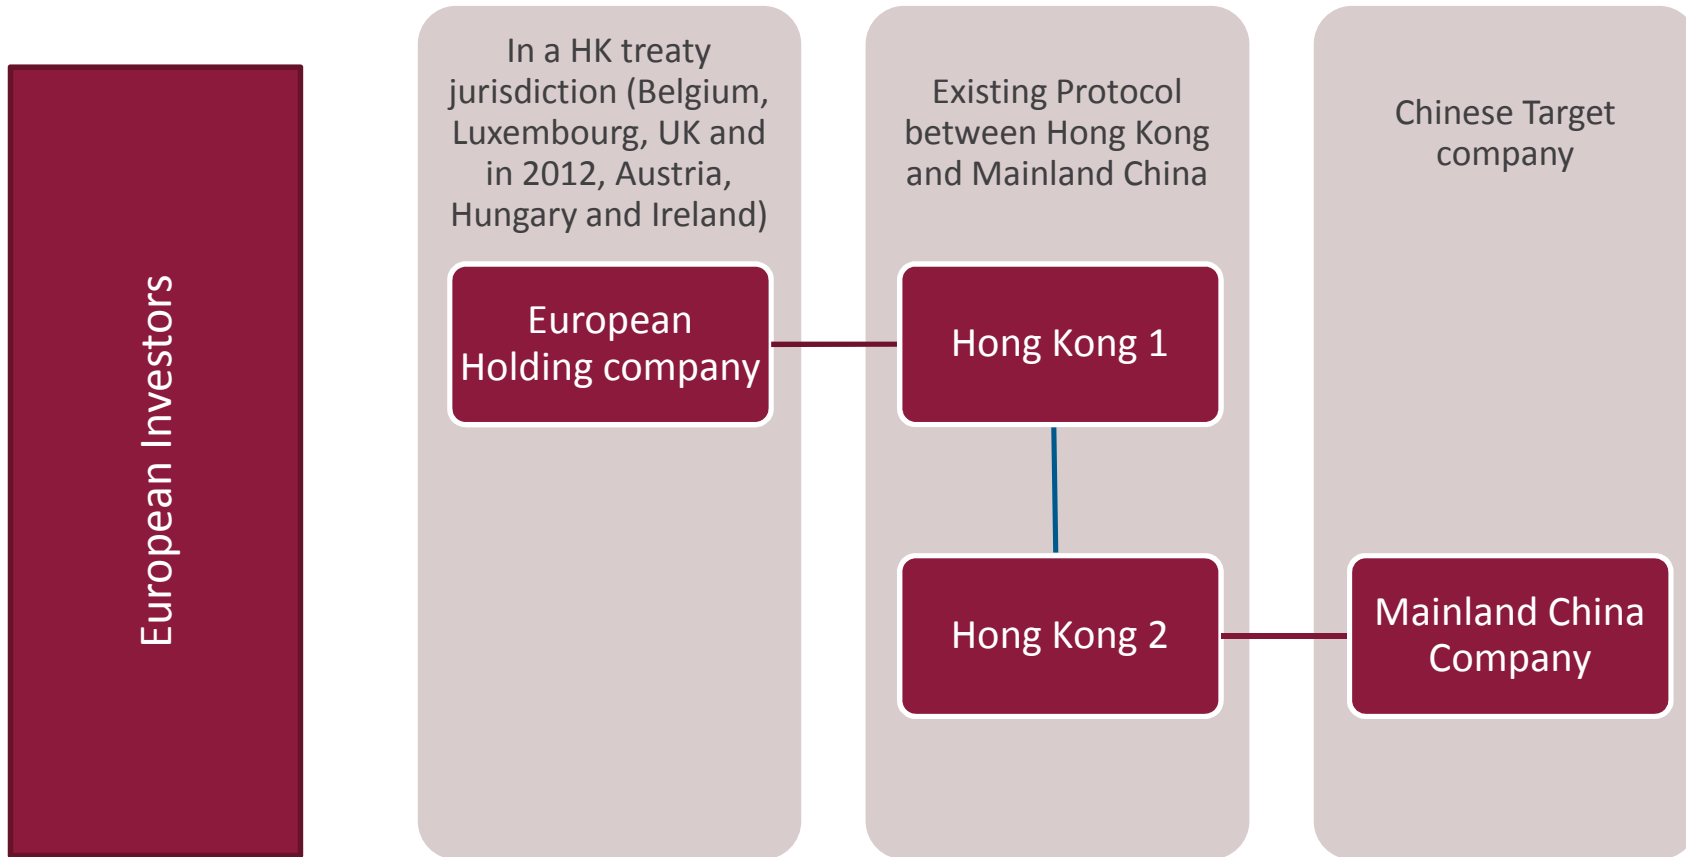 European Investors
In a HK treaty
jurisdiction (Belgium,
Luxembourg, UK and
in 2012, Austria,
Hungary and Ireland)
European
Holding company
Existing Protocol
between Hong Kong
and Mainland China
Hong Kong 1
Hong Kong 2
Chinese Target
company
Mainland China
Company